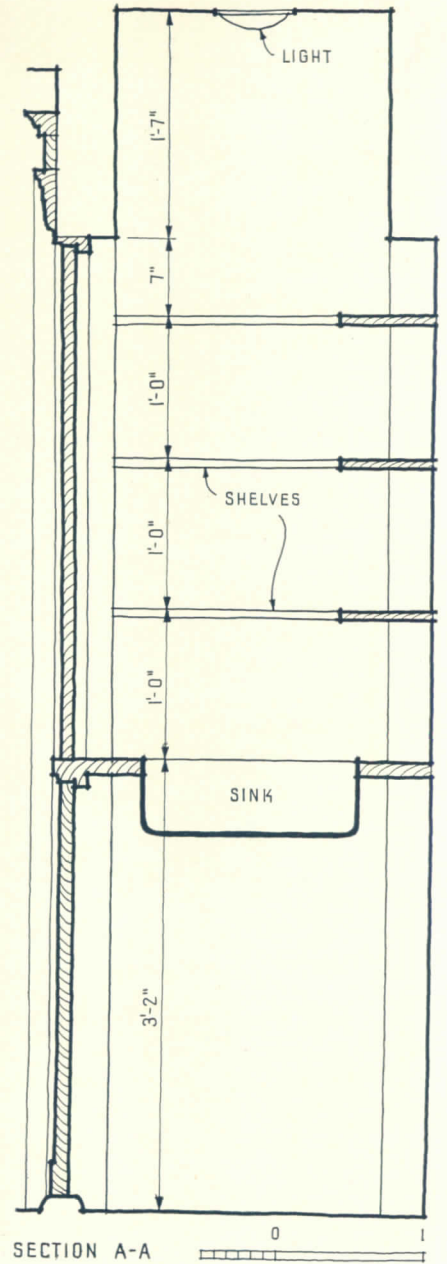 LIGHT
1'-7"
7"
1'-0"
SHELVES
1'-0"
1'-0"
SINK
3'-2"
SECTION A-A
0 1